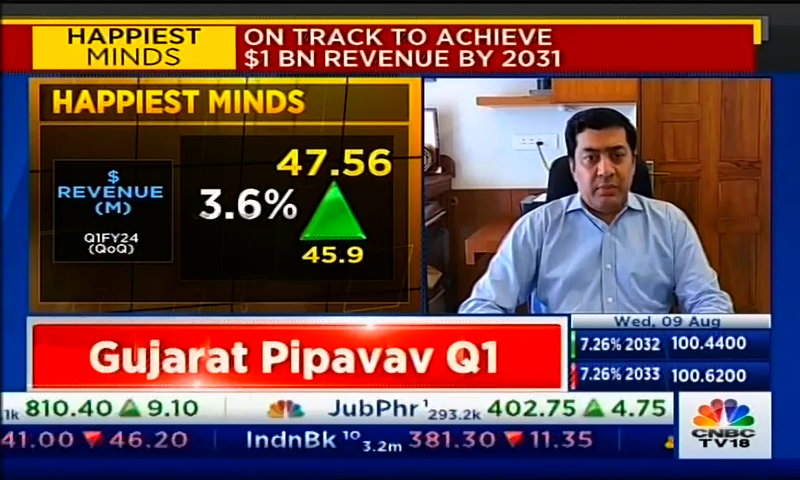 HAPPIEST
MINDS
ON TRACK TO ACHIEVE
$1 BN REVENUE BY 2031
HAPPIEST MINDS
$
REVENUE
(M)
Q1FY24
(QoQ)
47.56
3.6%
45.9
Wed, 09 Aug
7.26% 2032 100.4400
7.26% 2033 100.6200
Gujarat Pipavav Q1
.1k 810.40 ▲ 9.10 JubPhr 1 293.2k 402.75 ▲ 4.75
41.00 ▼ 46.20 IndnBk 10 3.2m 381.30 ▼ 11.35
CNBC
TV18